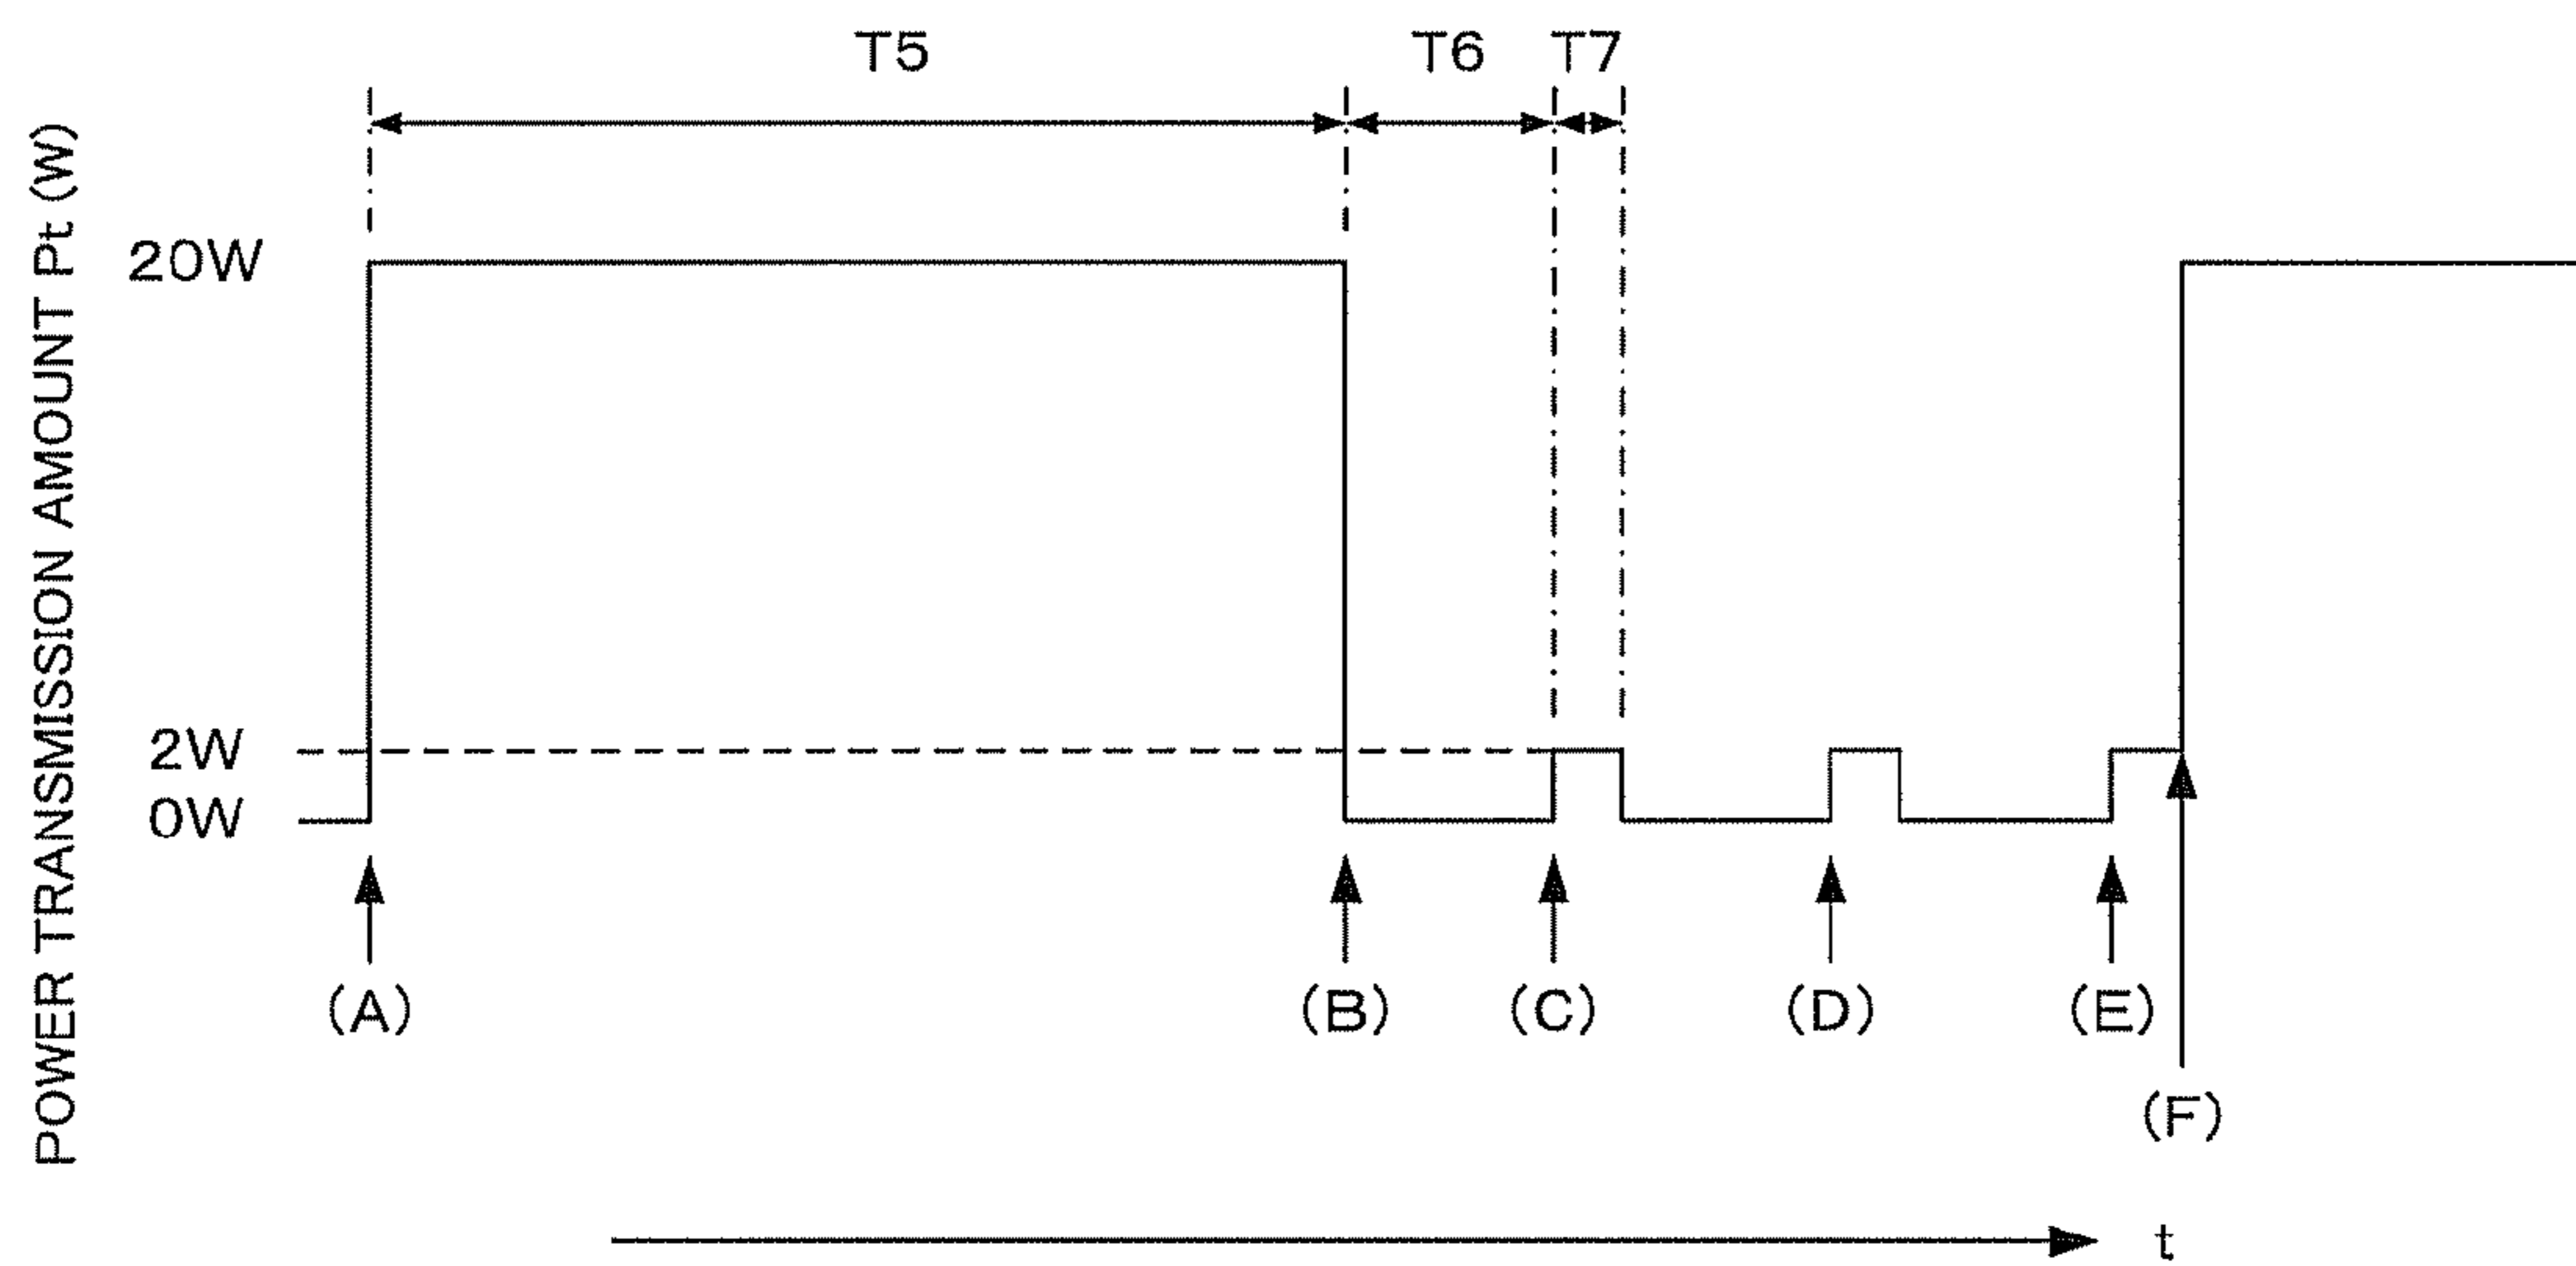 T5 T6 T7
POWER TRANSMISSION AMOUNT Pt (W)
20W
2W
0W
(A) (B) (C) (D) (E)
(F)
t